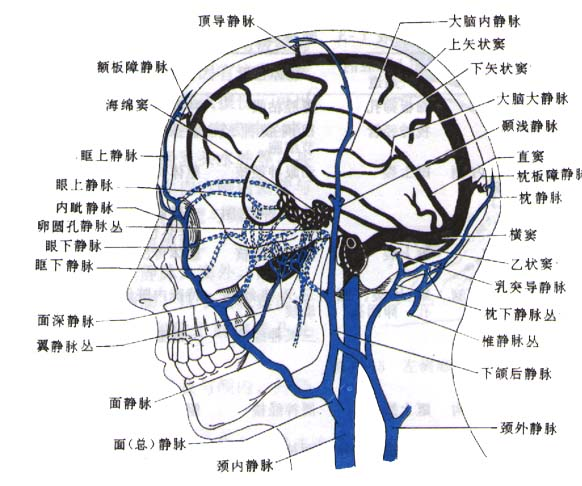 顶导静脉
额板障静脉
海绵窦
眶上静脉
眼上静脉
内眦静脉
卵圆孔静脉丛
眼下静脉
眶下静脉
面深静脉
翼静脉丛
面静脉
面(总)静脉
颈内静脉
大脑内静脉
上矢状窦
下矢状窦
大脑大静脉
颞浅静脉
直窦
枕板障静脉
枕静脉
横窦
乙状窦
乳突导静脉
枕下静脉丛
椎静脉丛
下颌后静脉
颈外静脉